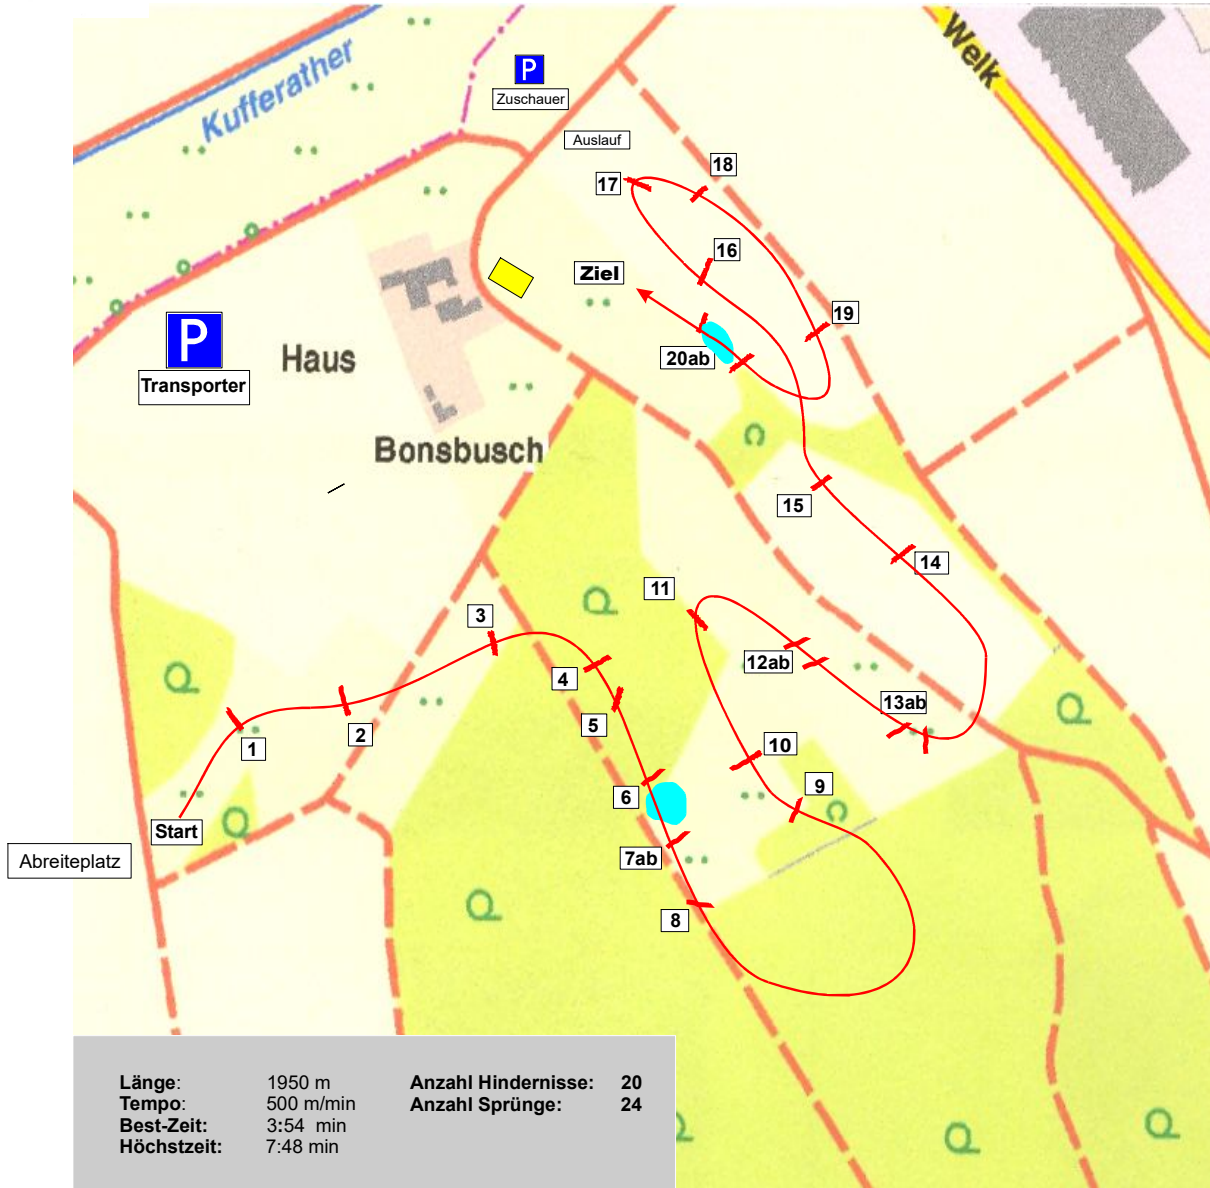 Kufferather
P
Zuschauer
Welk
Auslauf
18
17
16
Ziel
19
20ab
P
Transporter
Haus
Bonsbusch
15
14
11
3
12ab
4
13ab
5
2
1
10
9
6
Start
7ab
Abreiteplatz
8
Länge: 1950 m Anzahl Hindernisse: 20
Tempo: 500 m/min Anzahl Sprünge: 24
Best-Zeit: 3:54 min
Höchstzeit: 7:48 min